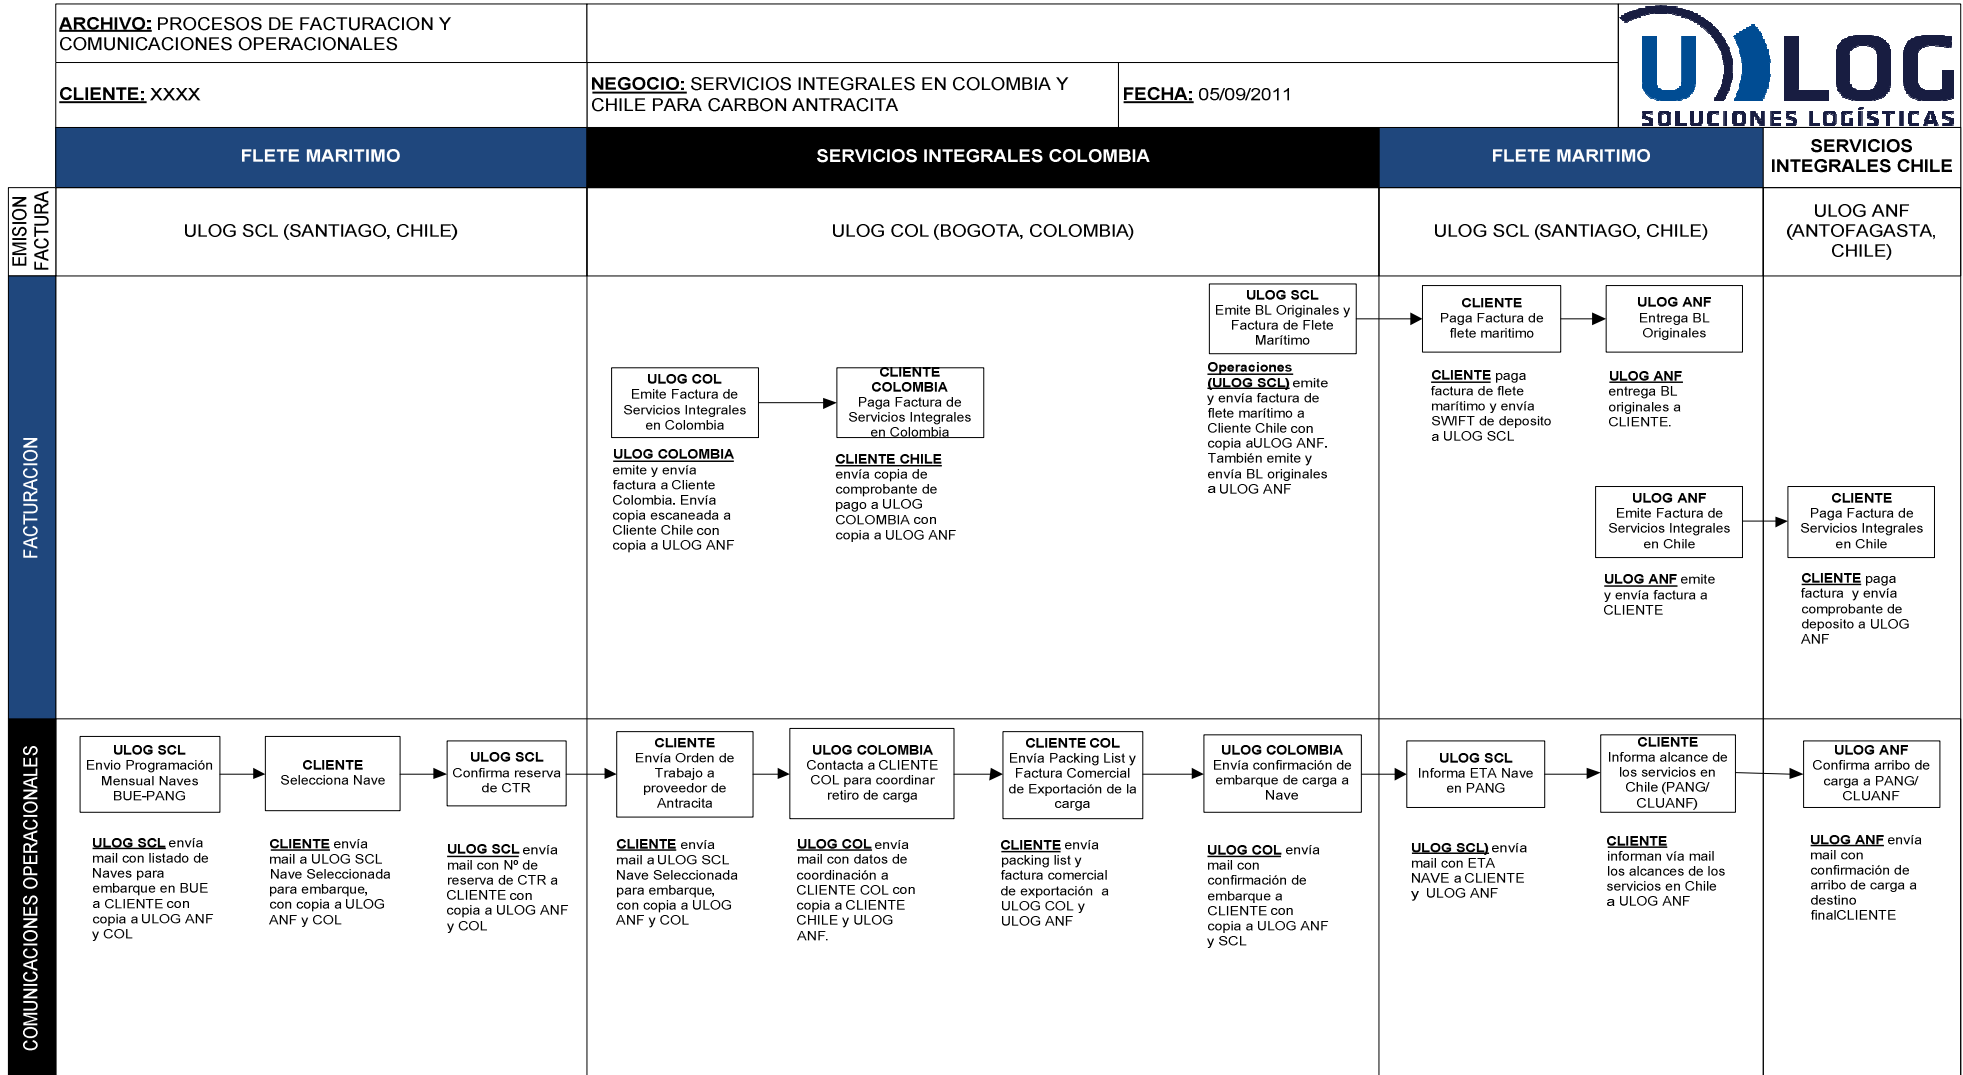 ARCHIVO: PROCESOS DE FACTURACION Y
COMUNICACIONES OPERACIONALES
CLIENTE: XXXX
NEGOCIO: SERVICIOS INTEGRALES EN COLOMBIA Y
CHILE PARA CARBON ANTRACITA
FECHA: 05/09/2011
U LOG
SOLUCIONES LOGÍSTICAS
FLETE MARITIMO
SERVICIOS INTEGRALES COLOMBIA
FLETE MARITIMO
SERVICIOS
INTEGRALES CHILE
EMISION
FACTURA
ULOG SCL (SANTIAGO, CHILE)
ULOG COL (BOGOTA, COLOMBIA)
ULOG SCL (SANTIAGO, CHILE)
ULOG ANF
(ANTOFAGASTA,
CHILE)
FACTURACION
ULOG COL
Emite Factura de
Servicios Integrales
en Colombia
ULOG COLOMBIA
emite y envía
factura a Cliente
Colombia. Envía
copia escaneada a
Cliente Chile con
copia a ULOG ANF
CLIENTE
COLOMBIA
Paga Factura de
Servicios Integrales
en Colombia
CLIENTE CHILE
envía copia de
comprobante de
pago a ULOG
COLOMBIA con
copia a ULOG ANF
ULOG SCL
Emite BL Originales y
Factura de Flete
Marítimo
Operaciones
(ULOG SCL) emite
y envía factura de
flete marítimo a
Cliente Chile con
copia aULOG ANF.
También emite y
envía BL originales
a ULOG ANF
CLIENTE
Paga Factura de
flete maritimo
CLIENTE paga
factura de flete
marítimo y envía
SWIFT de deposito
a ULOG SCL
ULOG ANF
Entrega BL
Originales
ULOG ANF
entrega BL
originales a
CLIENTE.
ULOG ANF
Emite Factura de
Servicios Integrales
en Chile
ULOG ANF emite
y envía factura a
CLIENTE
CLIENTE
Paga Factura de
Servicios Integrales
en Chile
CLIENTE paga
factura y envía
comprobante de
deposito a ULOG
ANF
COMUNICACIONES OPERACIONALES
ULOG SCL
Envio Programación
Mensual Naves
BUE-PANG
ULOG SCL envía
mail con listado de
Naves para
embarque en BUE
a CLIENTE con
copia a ULOG ANF
y COL
CLIENTE
Selecciona Nave
CLIENTE envía
mail a ULOG SCL
Nave Seleccionada
para embarque,
con copia a ULOG
ANF y COL
ULOG SCL
Confirma reserva
de CTR
ULOG SCL envía
mail con Nº de
reserva de CTR a
CLIENTE con
copia a ULOG ANF
y COL
CLIENTE
Envía Orden de
Trabajo a
proveedor de
Antracita
CLIENTE envía
mail a ULOG SCL
Nave Seleccionada
para embarque,
con copia a ULOG
ANF y COL
ULOG COLOMBIA
Contacta a CLIENTE
COL para coordinar
retiro de carga
ULOG COL envía
mail con datos de
coordinación a
CLIENTE COL con
copia a CLIENTE
CHILE y ULOG
ANF.
CLIENTE COL
Envía Packing List y
Factura Comercial
de Exportación de la
carga
CLIENTE envía
packing list y
factura comercial
de exportación a
ULOG COL y
ULOG ANF
ULOG COLOMBIA
Envía confirmación de
embarque de carga a
Nave
ULOG COL envía
mail con
confirmación de
embarque a
CLIENTE con
copia a ULOG ANF
y SCL
ULOG SCL
Informa ETA Nave
en PANG
ULOG SCL) envía
mail con ETA
NAVE a CLIENTE
y ULOG ANF
CLIENTE
Informa alcance de
los servicios en
Chile (PANG/
CLUANF)
CLIENTE
informan vía mail
los alcances de los
servicios en Chile
a ULOG ANF
ULOG ANF
Confirma arribo de
carga a PANG/
CLUANF
ULOG ANF envía
mail con
confirmación de
arribo de carga a
destino
finalCLIENTE